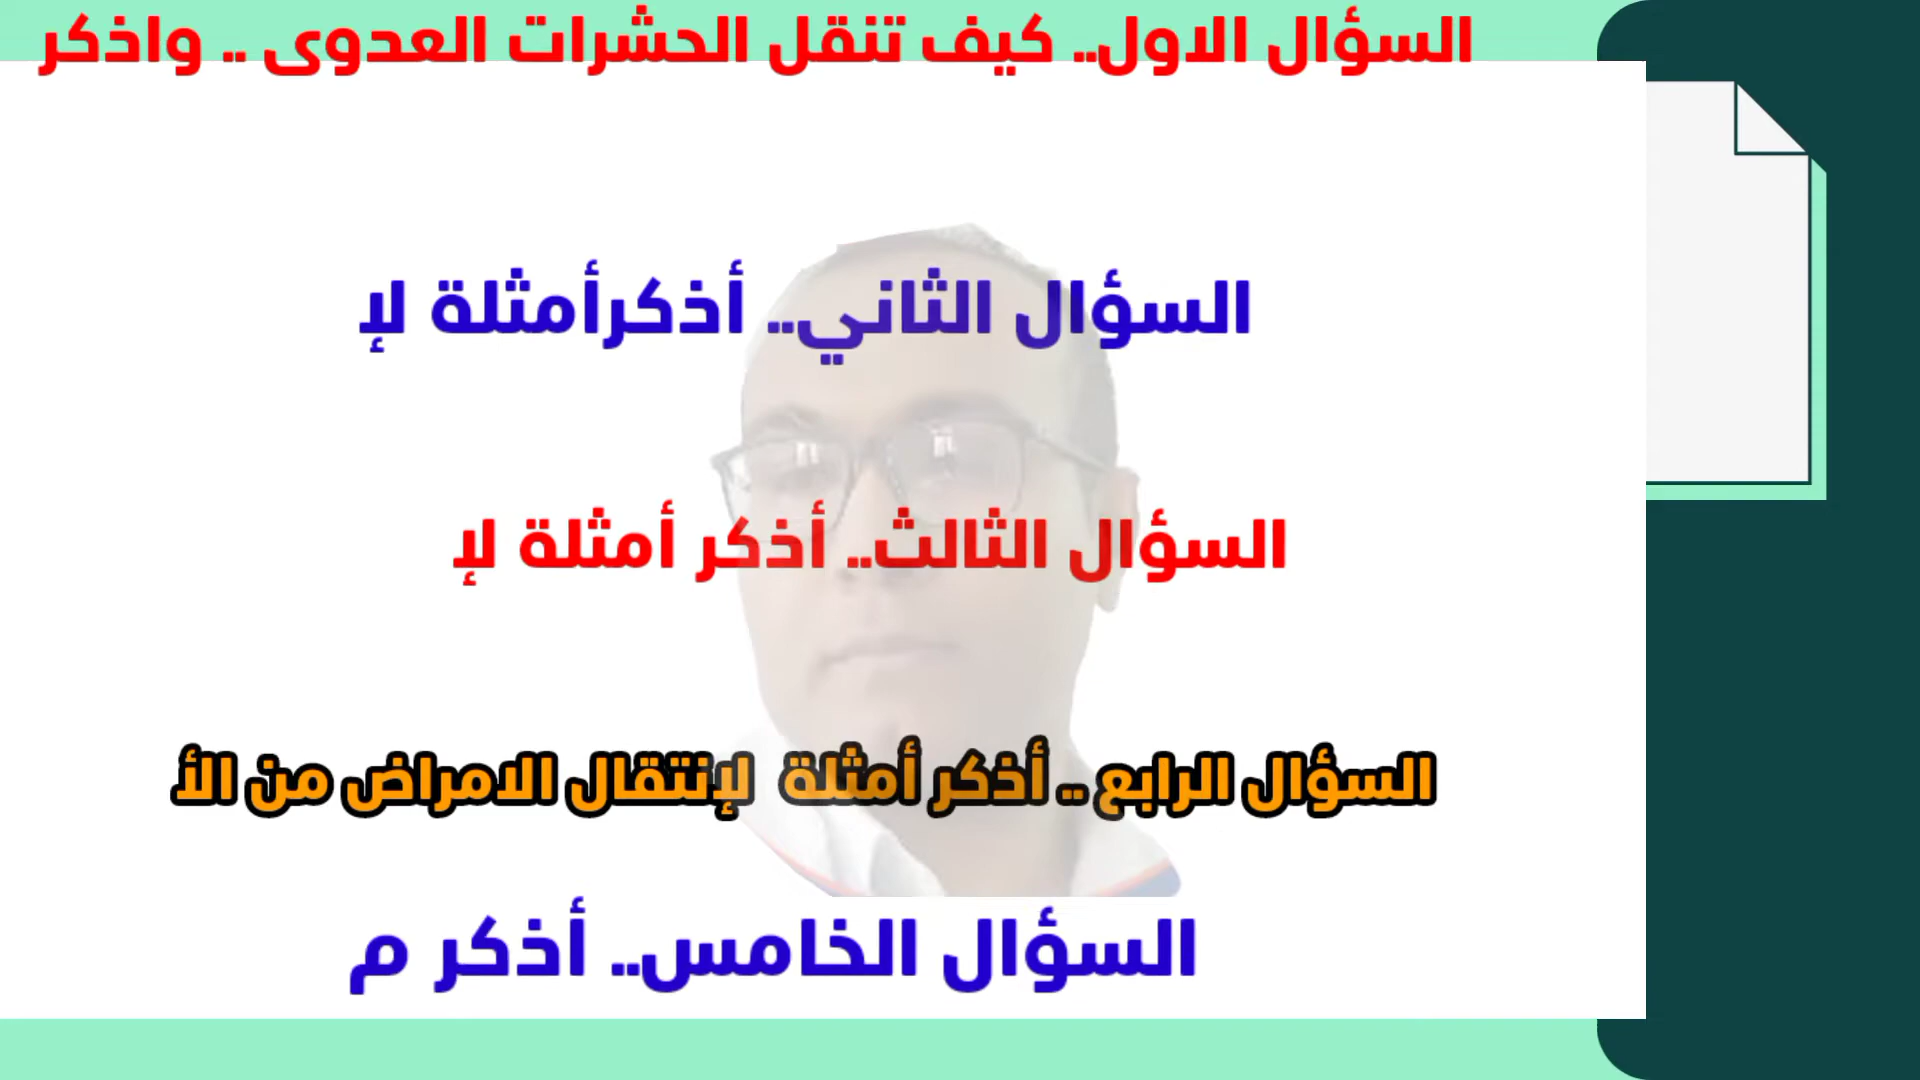 السؤال الاول.. كيف تنقل الحشرات العدوى .. واذكر
السؤال الثاني.. أذكرأمثلة لإ
السؤال الثالث.. أذكر أمثلة لإ
السؤال الرابع .. أذكر أمثلة لإنتقال الامراض من الأ
السؤال الخامس.. أذكر م